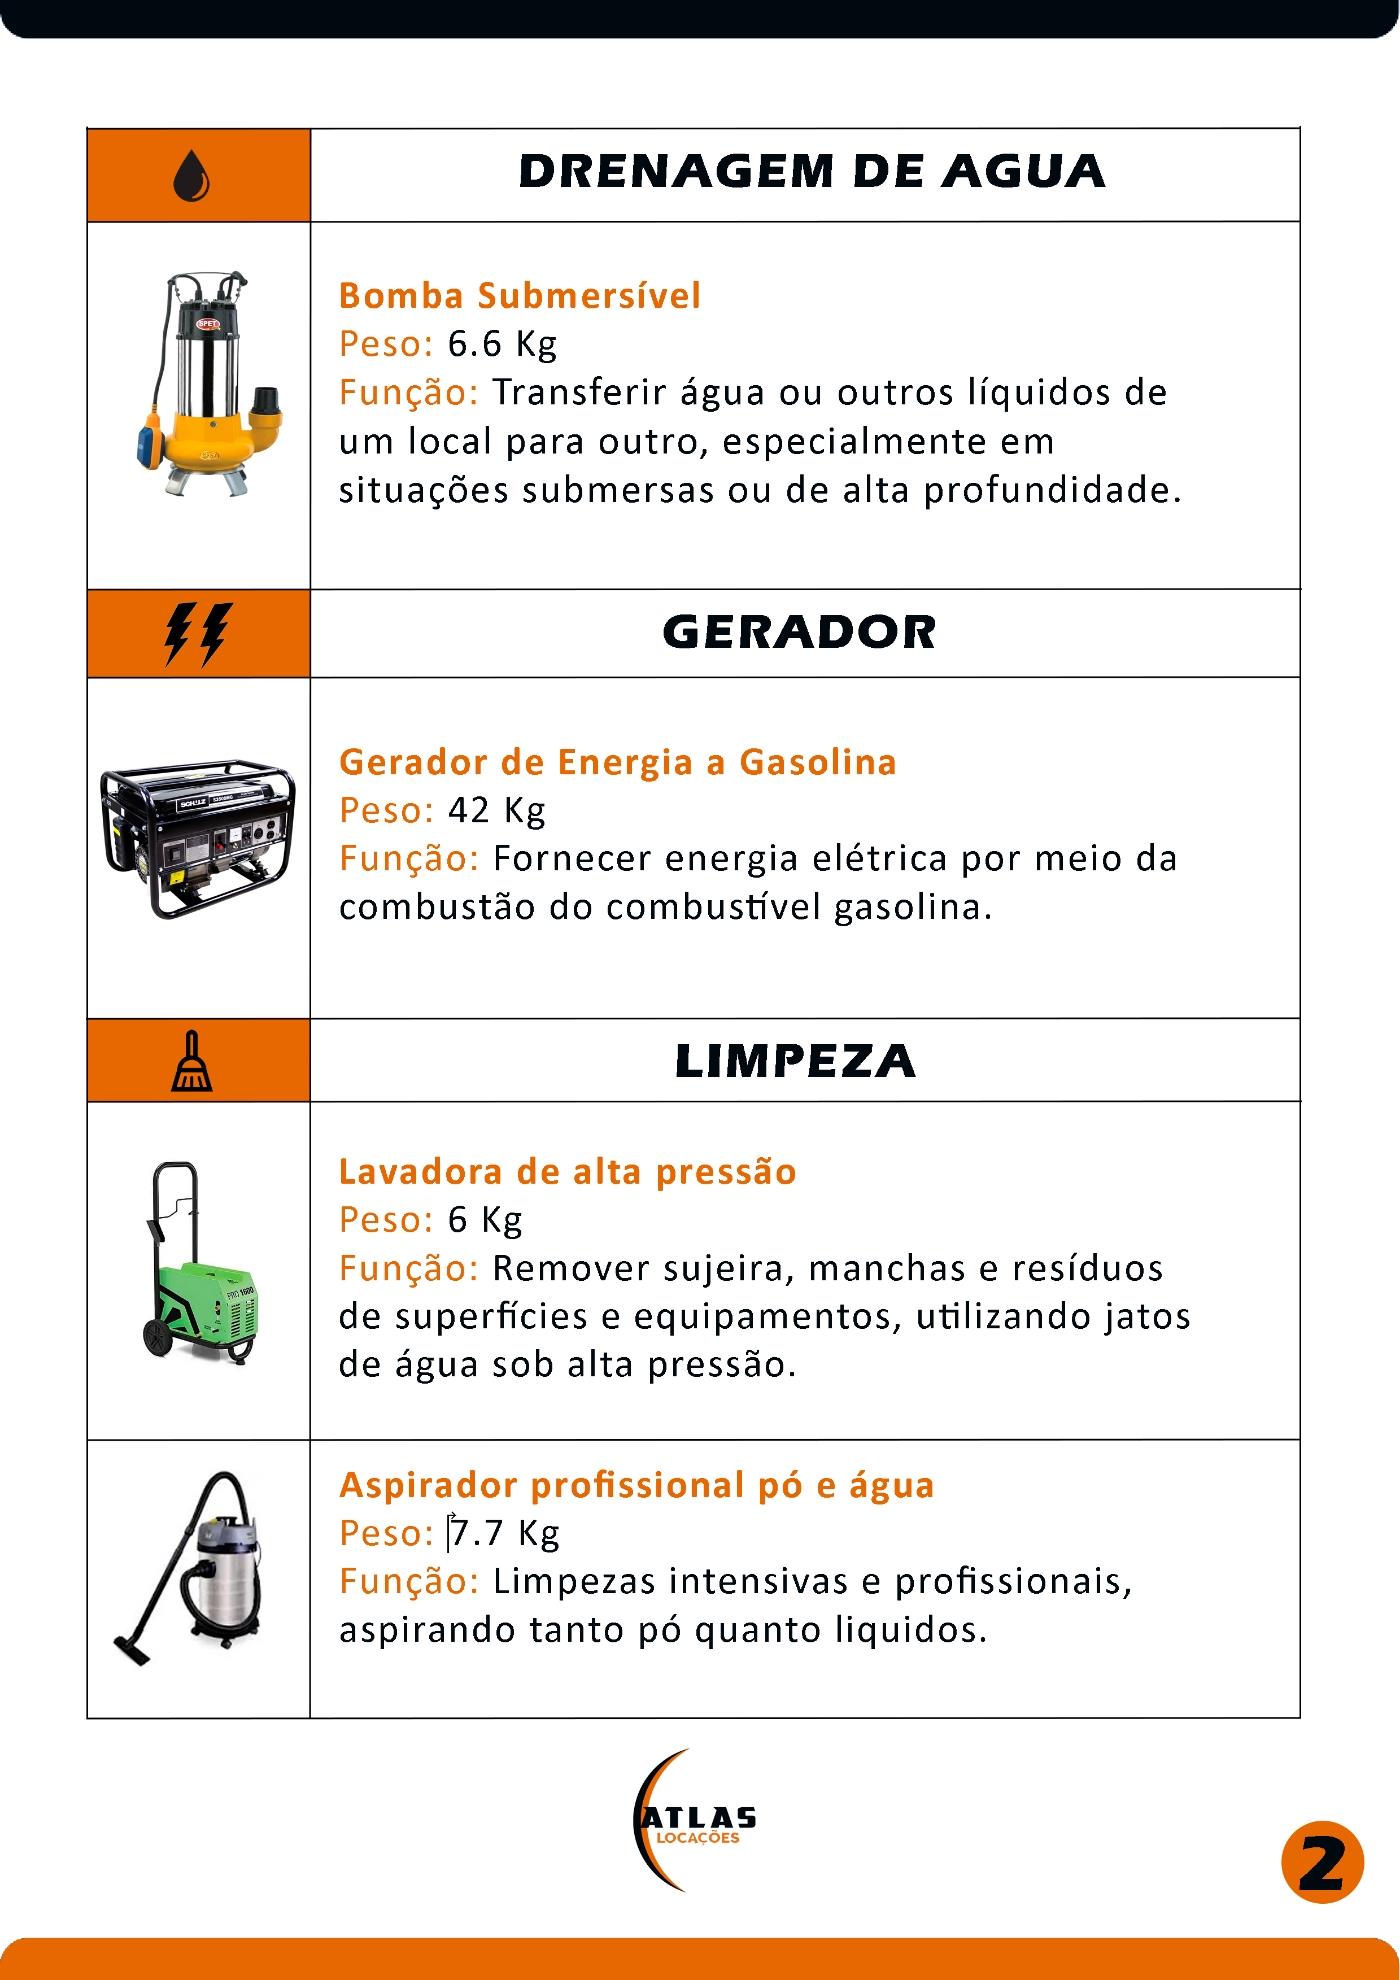 DRENAGEM DE AGUA
SPET
Bomba Submersível
Peso: 6.6 Kg
Função: Transferir água ou outros líquidos de
um local para outro, especialmente em
situações submersas ou de alta profundidade.
GERADOR
SCHULZ
Gerador de Energia a Gasolina
Peso: 42 Kg
Função: Fornecer energia elétrica por meio da
combustão do combustível gasolina.
LIMPEZA
PRO 1600
Lavadora de alta pressão
Peso: 6 Kg
Função: Remover sujeira, manchas e resíduos
de superfícies e equipamentos, utilizando jatos
de água sob alta pressão.
Aspirador profissional pó e água
Peso: 7.7 Kg
Função: Limpezas intensivas e profissionais,
aspirando tanto pó quanto liquidos.
ATLAS
LOCAÇÕES
2